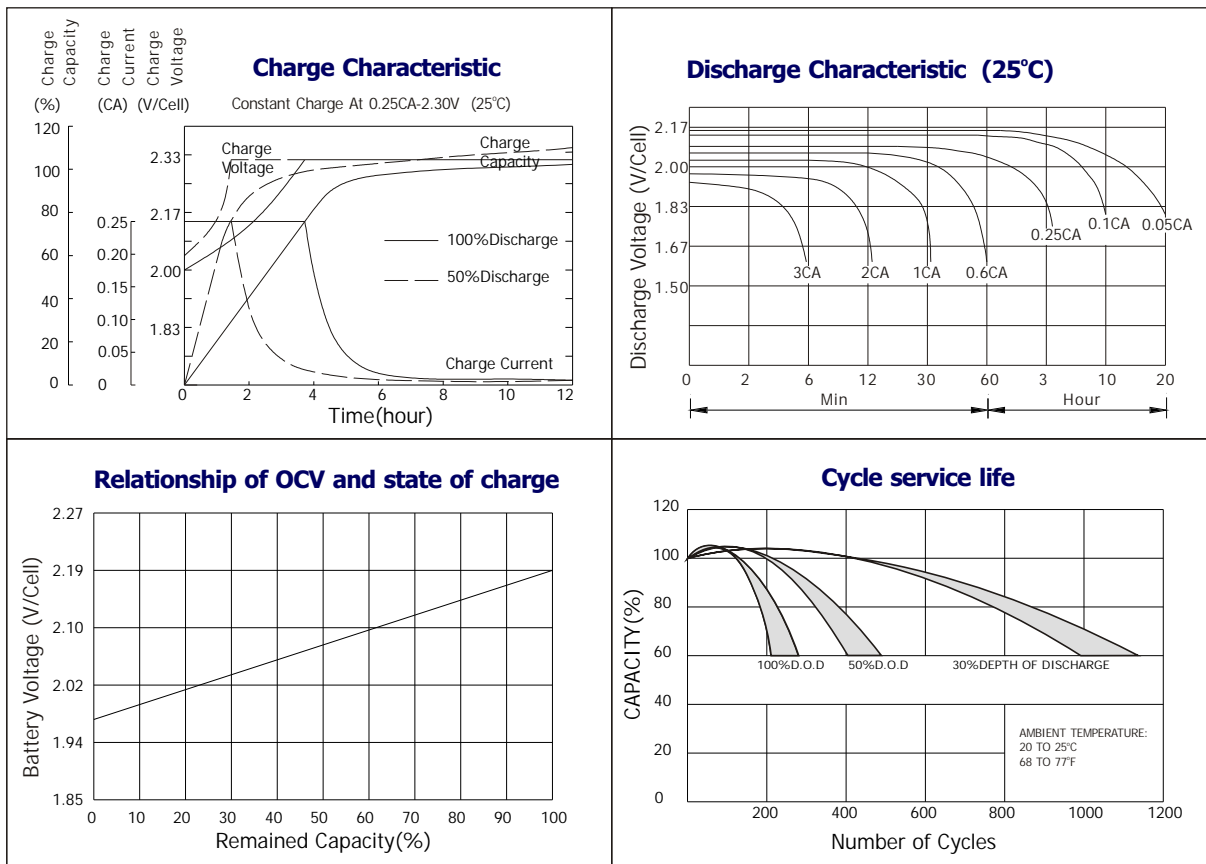 Charge Capacity
Charge Current
Charge Voltage
(%) (CA) (V/Cell)
Charge Characteristic
Constant Charge At 0.25CA-2.30V (25°C)
120
100
80
60
40
20
0
0.25
0.20
0.15
0.10
0.05
0
2.33
2.17
2.00
1.83
Charge Voltage
Charge Capacity
100%Discharge
50%Discharge
Charge Current
0 2 4 6 8 10 12
Time(hour)
Discharge Characteristic (25°C)
Discharge Voltage (V/Cell)
2.17
2.00
1.83
1.67
1.50
3CA 2CA 1CA 0.6CA 0.25CA 0.1CA 0.05CA
0 2 6 12 30 60 3 10 20
Min Hour
Relationship of OCV and state of charge
Battery Voltage (V/Cell)
2.27
2.19
2.10
2.02
1.94
1.85
0 10 20 30 40 50 60 70 80 90 100
Remained Capacity(%)
Cycle service life
CAPACITY(%)
120
100
80
60
40
20
0
100%D.O.D 50%D.O.D 30%DEPTH OF DISCHARGE
AMBIENT TEMPERATURE:
20 TO 25°C
68 TO 77°F
200 400 600 800 1000 1200
Number of Cycles